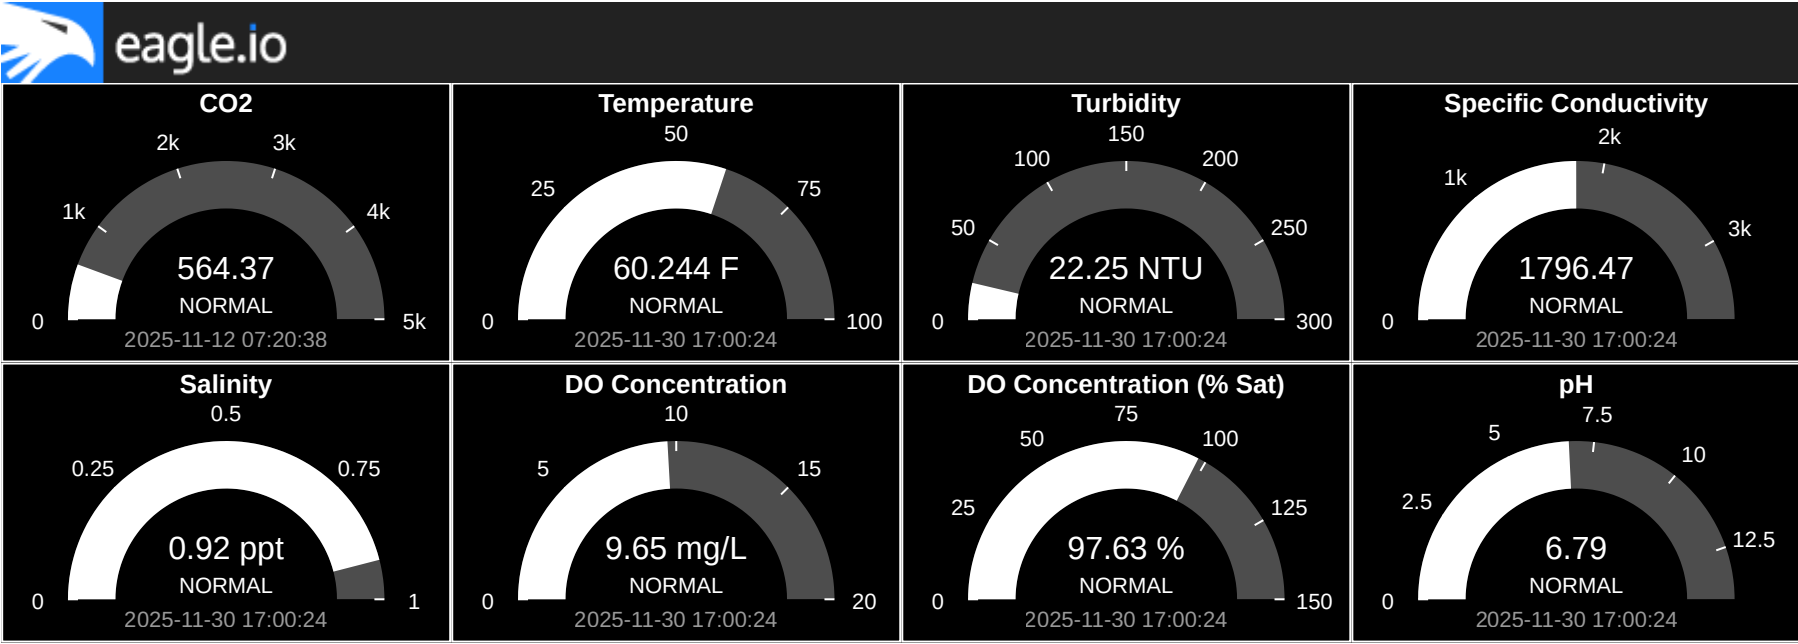 eagle.io
CO2
0
1k
2k
3k
4k
5k
564.37
NORMAL
2025-11-12 07:20:38
Temperature
0
25
50
75
100
60.244 F
NORMAL
2025-11-30 17:00:24
Turbidity
0
50
100
150
200
250
300
22.25 NTU
NORMAL
2025-11-30 17:00:24
Specific Conductivity
0
1k
2k
3k
1796.47
NORMAL
2025-11-30 17:00:24
Salinity
0
0.25
0.5
0.75
1
0.92 ppt
NORMAL
2025-11-30 17:00:24
DO Concentration
0
5
10
15
20
9.65 mg/L
NORMAL
2025-11-30 17:00:24
DO Concentration (% Sat)
0
25
50
75
100
125
150
97.63 %
NORMAL
2025-11-30 17:00:24
pH
0
2.5
5
7.5
10
12.5
6.79
NORMAL
2025-11-30 17:00:24